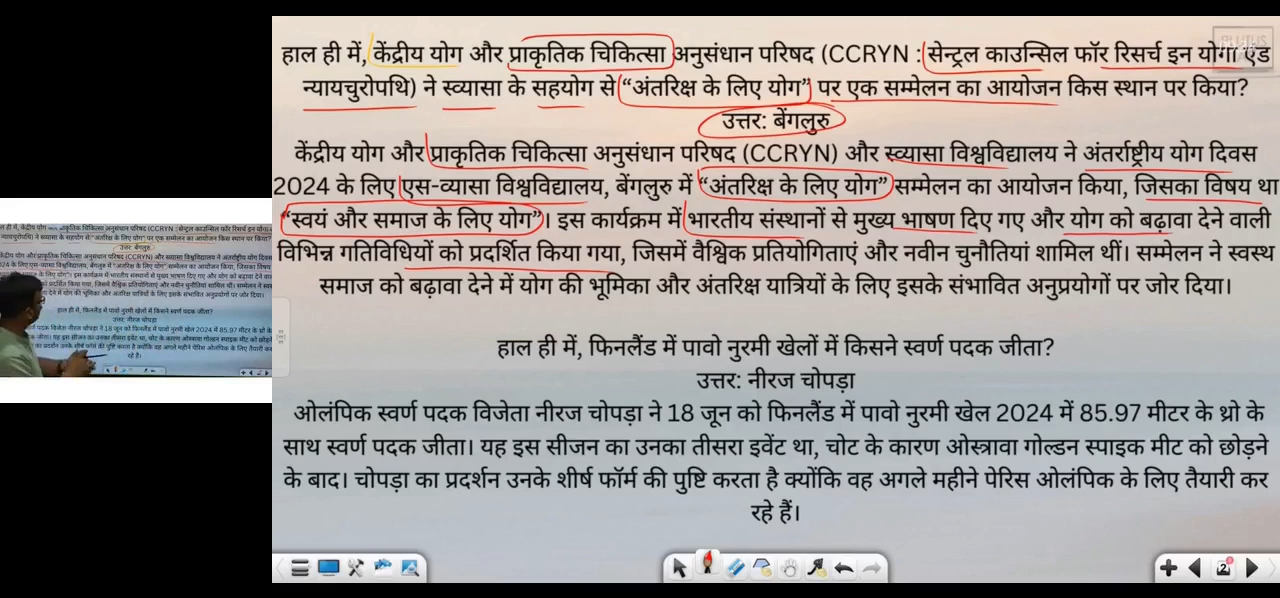 हाल ही में, केंद्रीय योग और प्राकृतिक चिकित्सा अनुसंधान परिषद (CCRYN : सेन्ट्रल काउन्सिल फॉर रिसर्च इन योगा एंड
न्यायचुरोपथि) ने स्व्यासा के सहयोग से “अंतरिक्ष के लिए योग” पर एक सम्मेलन का आयोजन किस स्थान पर किया?
उत्तर: बेंगलुरु
केंद्रीय योग और प्राकृतिक चिकित्सा अनुसंधान परिषद (CCRYN) और स्व्यासा विश्वविद्यालय ने अंतर्राष्ट्रीय योग दिवस
2024 के लिए एस-व्यासा विश्वविद्यालय, बेंगलुरु में “अंतरिक्ष के लिए योग” सम्मेलन का आयोजन किया, जिसका विषय था
“स्वयं और समाज के लिए योग”। इस कार्यक्रम में भारतीय संस्थानों से मुख्य भाषण दिए गए और योग को बढ़ावा देने वाली
विभिन्न गतिविधियों को प्रदर्शित किया गया, जिसमें वैश्विक प्रतियोगिताएं और नवीन चुनौतियां शामिल थीं। सम्मेलन ने स्वस्थ
समाज को बढ़ावा देने में योग की भूमिका और अंतरिक्ष यात्रियों के लिए इसके संभावित अनुप्रयोगों पर जोर दिया।
हाल ही में, फिनलैंड में पावो नुरमी खेलों में किसने स्वर्ण पदक जीता?
उत्तर: नीरज चोपड़ा
ओलंपिक स्वर्ण पदक विजेता नीरज चोपड़ा ने 18 जून को फिनलैंड में पावो नुरमी खेल 2024 में 85.97 मीटर के थ्रो के
साथ स्वर्ण पदक जीता। यह इस सीजन का उनका तीसरा इवेंट था, चोट के कारण ओस्त्रावा गोल्डन स्पाइक मीट को छोड़ने
के बाद। चोपड़ा का प्रदर्शन उनके शीर्ष फॉर्म की पुष्टि करता है क्योंकि वह अगले महीने पेरिस ओलंपिक के लिए तैयारी कर
रहे हैं।
2